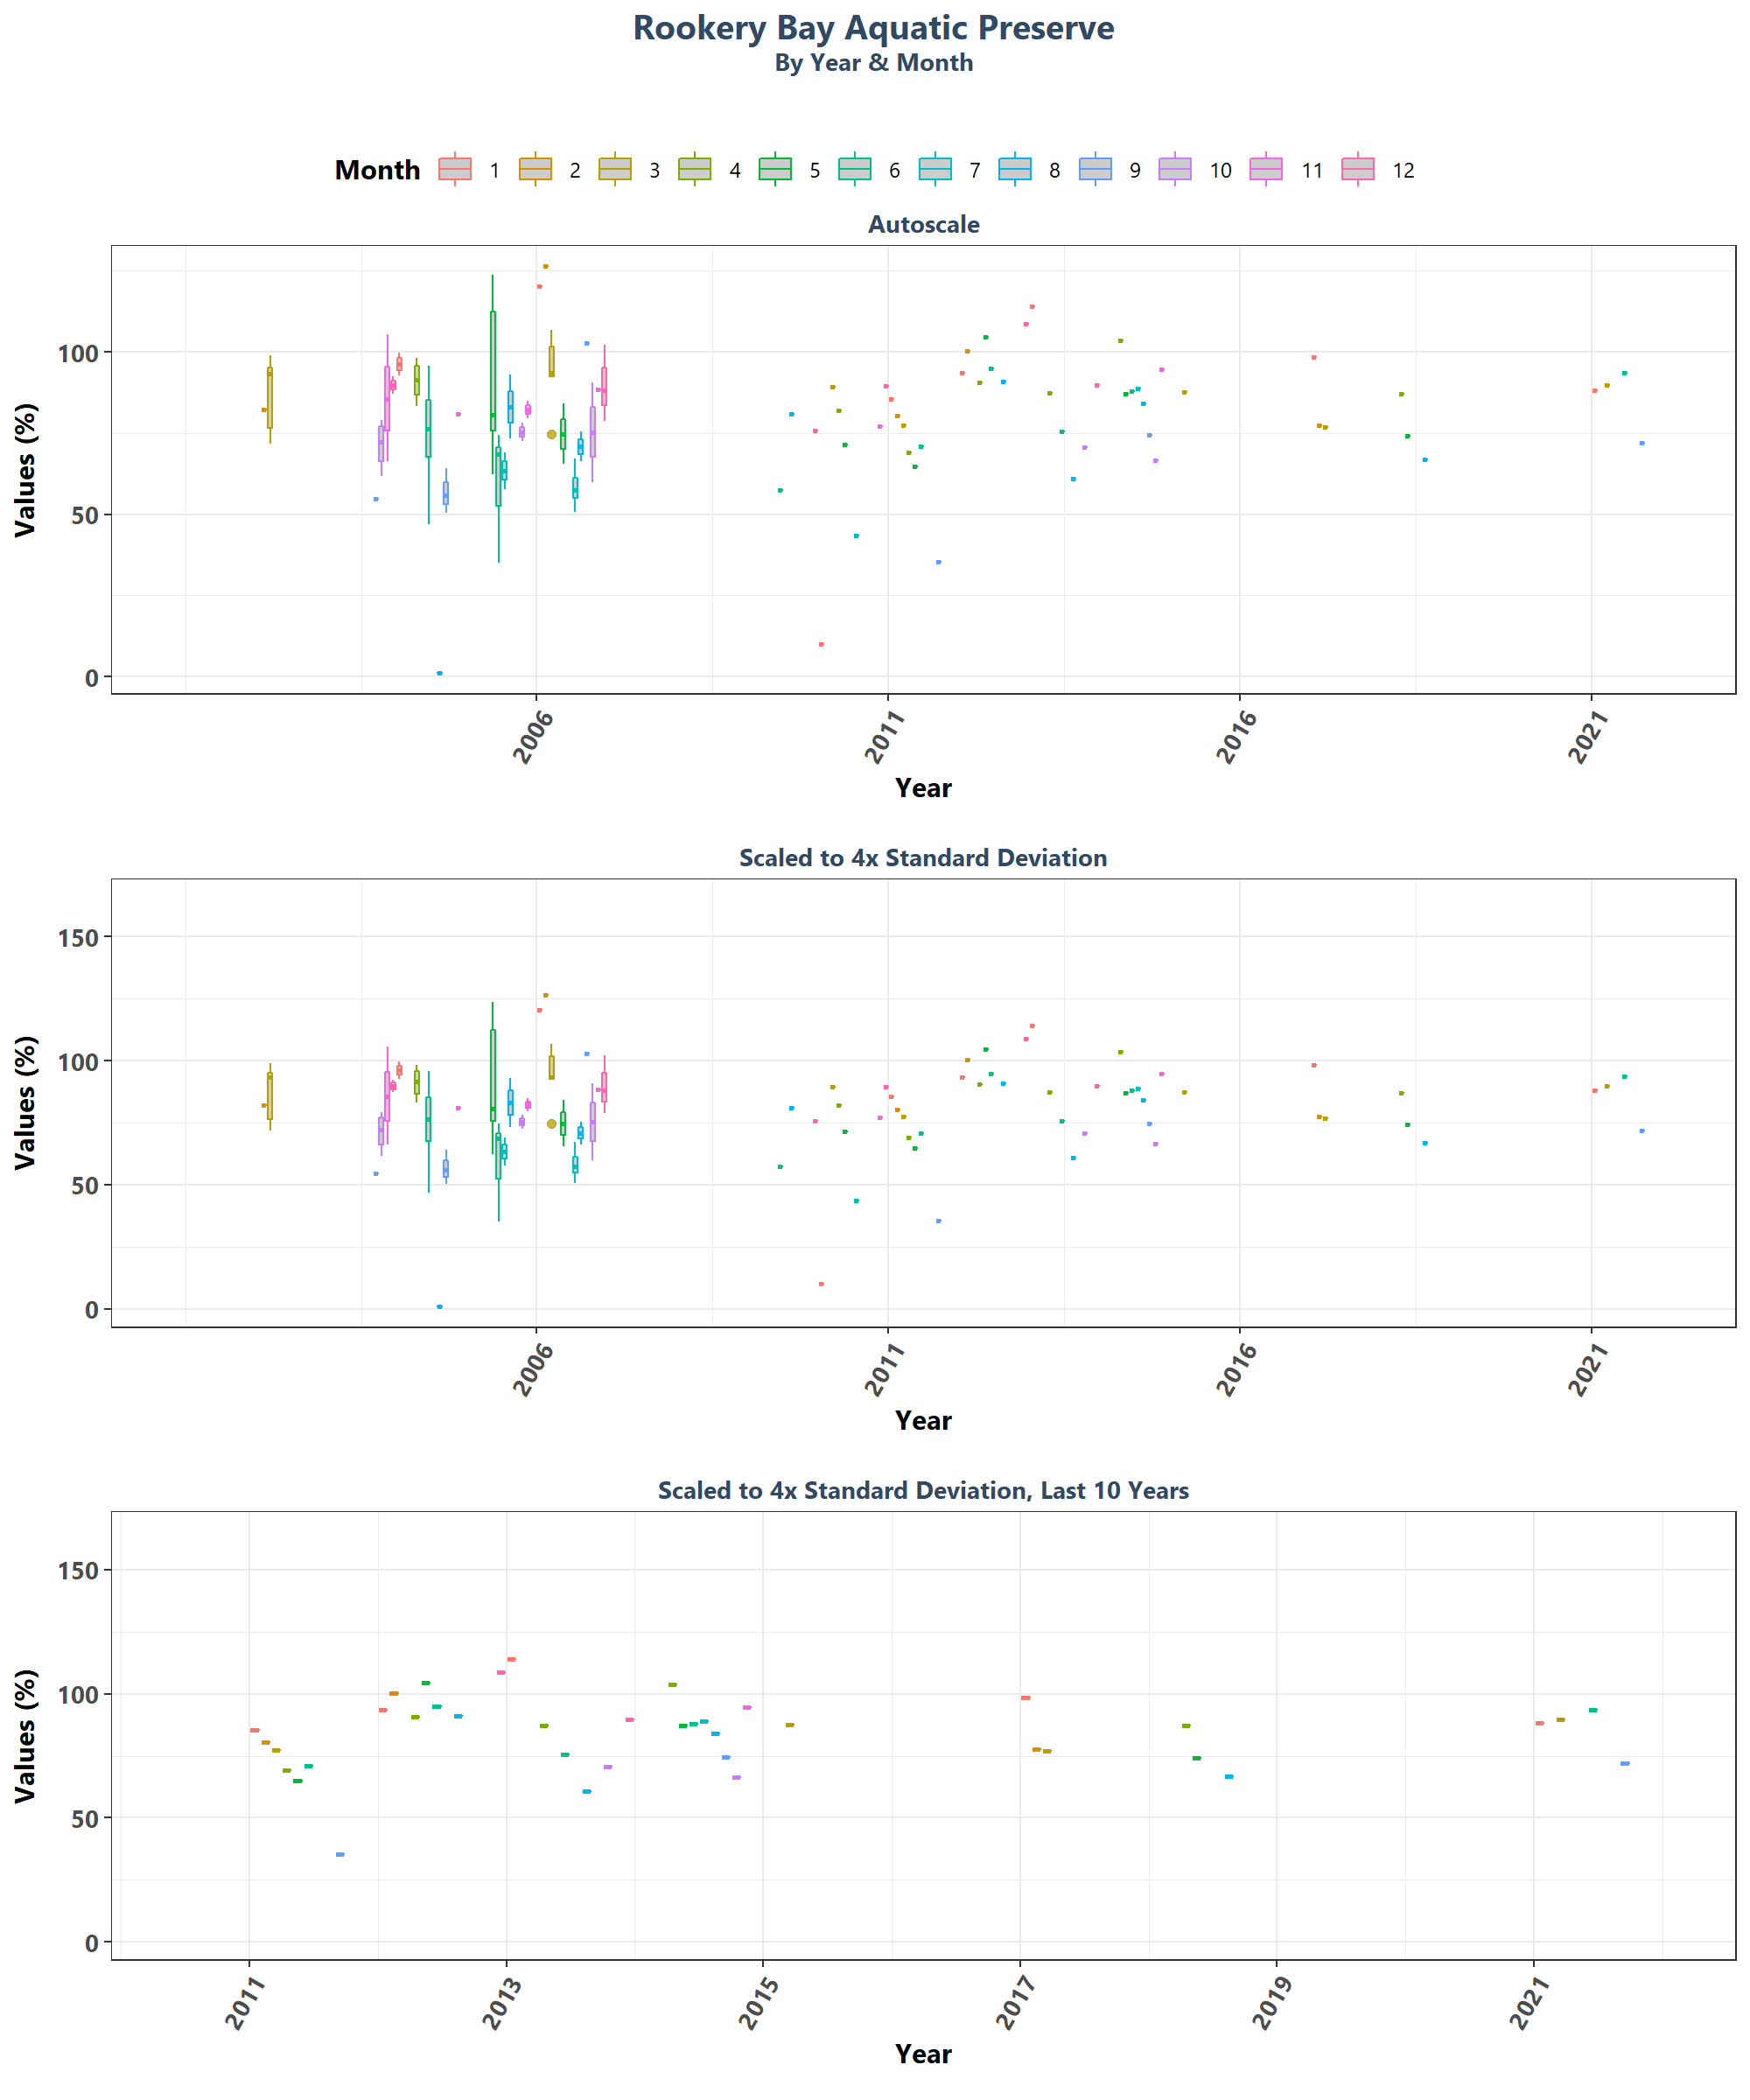 Rookery Bay Aquatic Preserve
By Year & Month
Month 1 2 3 4 5 6 7 8 9 10 11 12
Autoscale
Values (%)
100
50
0
2006 2011 2016 2021
Year
Scaled to 4x Standard Deviation
Values (%)
150
100
50
0
2006 2011 2016 2021
Year
Scaled to 4x Standard Deviation, Last 10 Years
Values (%)
150
100
50
0
2011 2013 2015 2017 2019 2021
Year